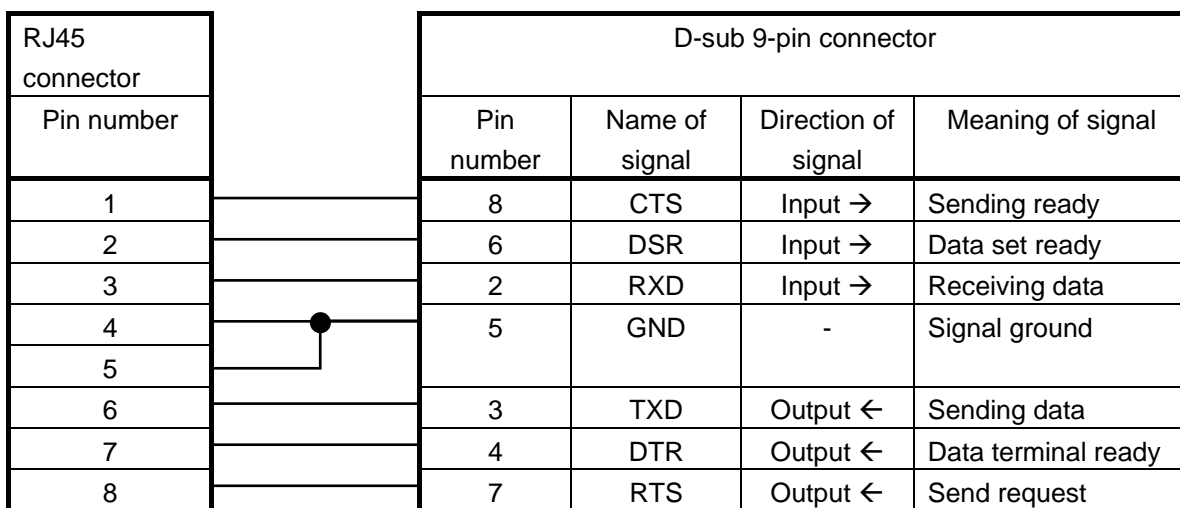 RJ45 connector D-sub 9-pin connector
Pin number Pin number Name of signal Direction of signal Meaning of signal
1 8 CTS Input → Sending ready
2 6 DSR Input → Data set ready
3 2 RXD Input → Receiving data
4 5 GND - Signal ground
5
6 3 TXD Output ← Sending data
7 4 DTR Output ← Data terminal ready
8 7 RTS Output ← Send request